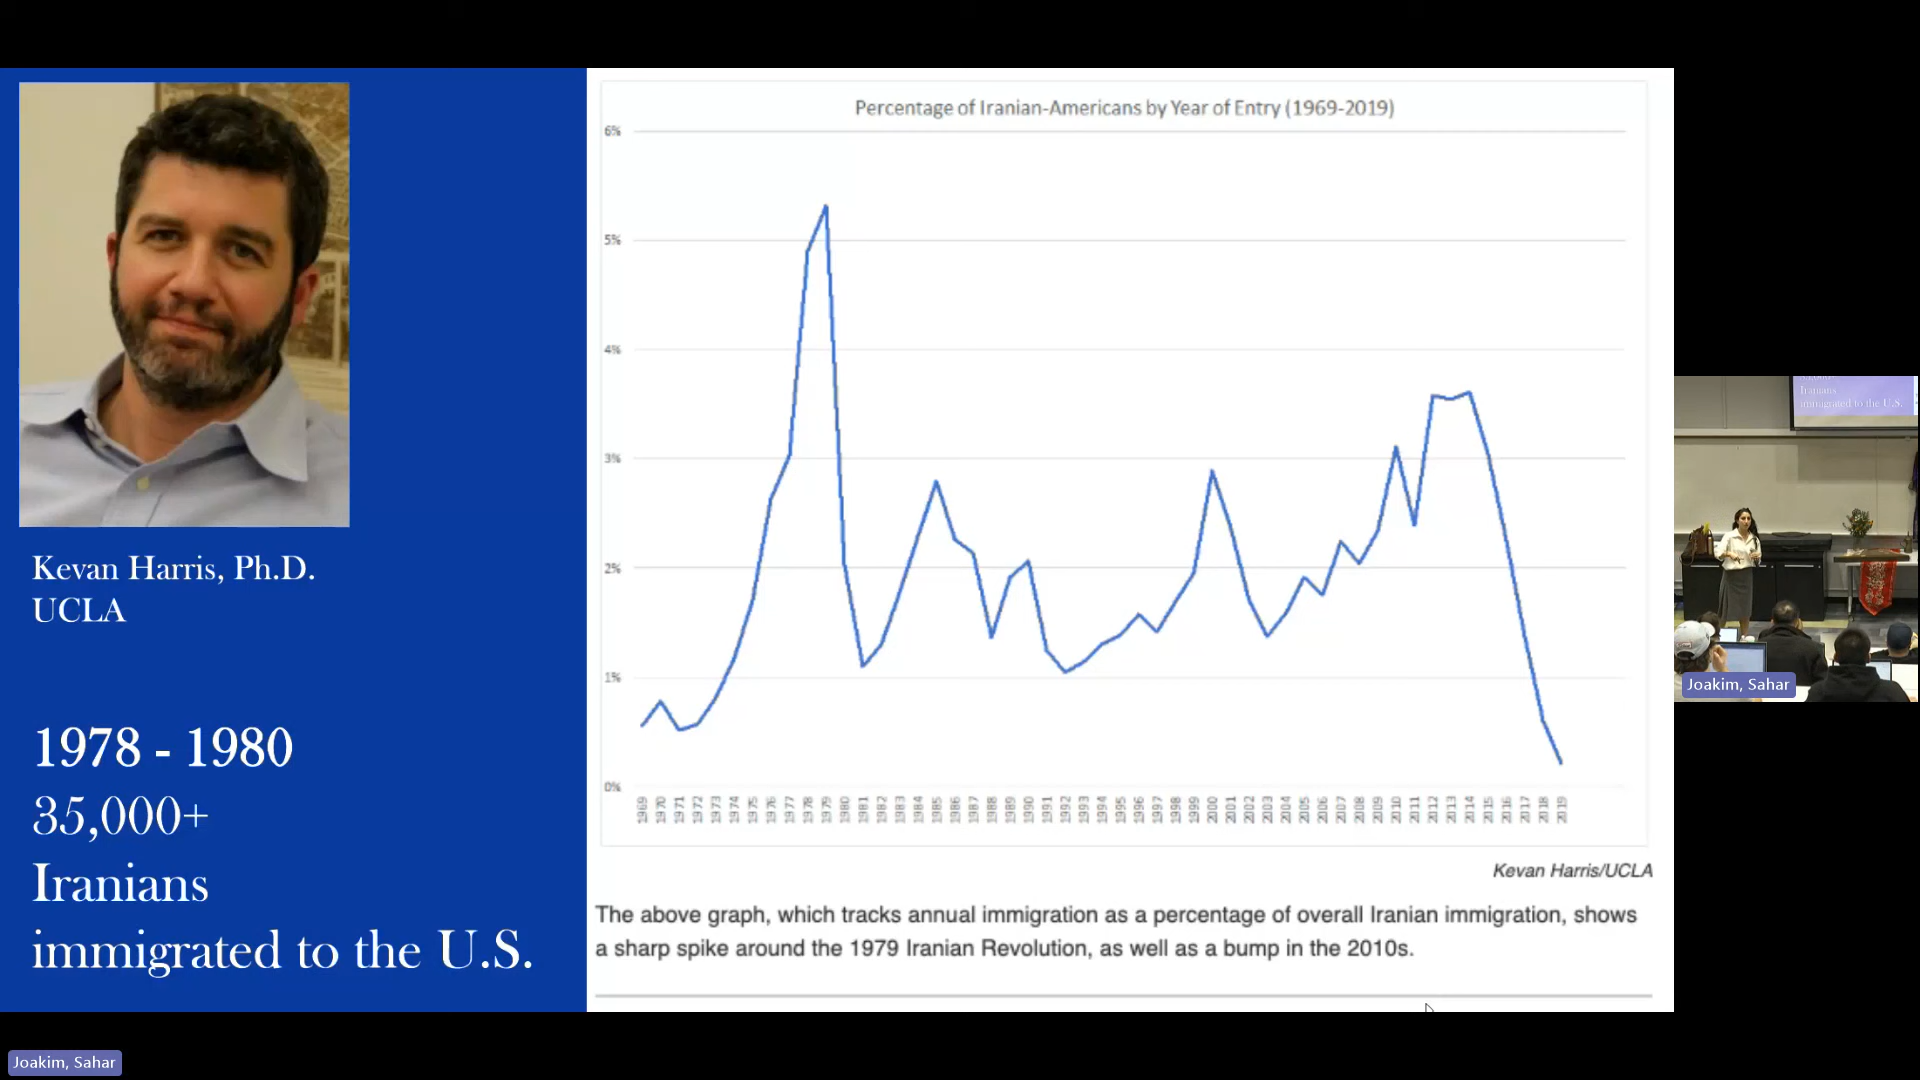 Kevan Harris, Ph.D.
UCLA
1978 - 1980
35,000+
Iranians
immigrated to the U.S.
Percentage of Iranian-Americans by Year of Entry (1969-2019)
6%
5%
4%
3%
2%
1%
0%
1969 1970 1971 1972 1973 1974 1975 1976 1977 1978 1979 1980 1981 1982 1983 1984 1985 1986 1987 1988 1989 1990 1991 1992 1993 1994 1995 1996 1997 1998 1999 2000 2001 2002 2003 2004 2005 2006 2007 2008 2009 2010 2011 2012 2013 2014 2015 2016 2017 2018 2019
Kevan Harris/UCLA
The above graph, which tracks annual immigration as a percentage of overall Iranian immigration, shows
a sharp spike around the 1979 Iranian Revolution, as well as a bump in the 2010s.
Iranians
immigrated to the U.S.
Joakim, Sahar
Joakim, Sahar